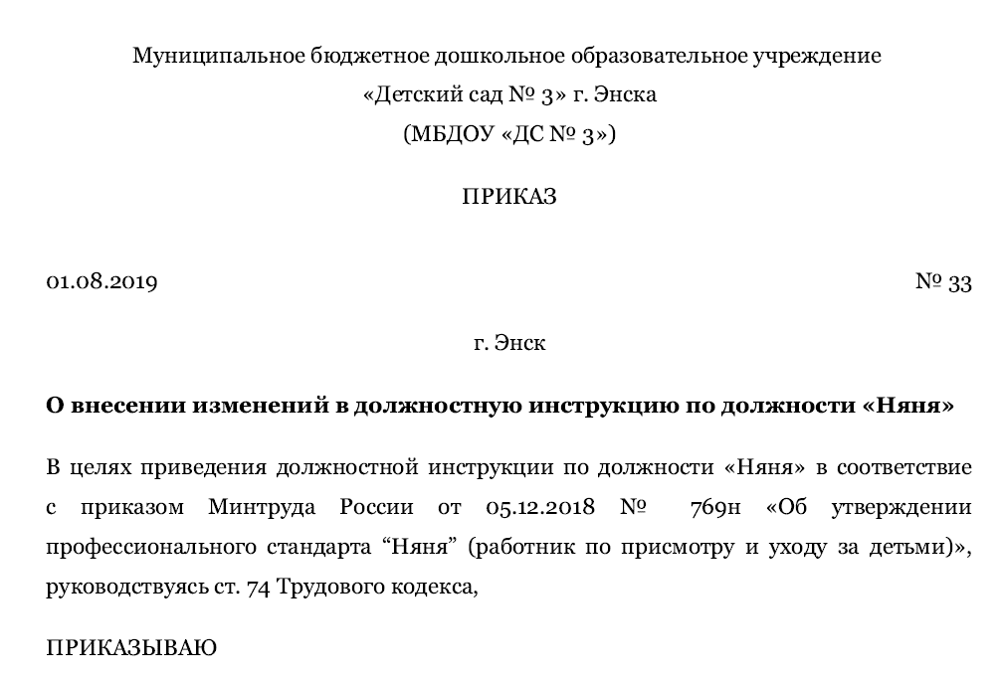 Муниципальное бюджетное дошкольное образовательное учреждение
«Детский сад № 3» г. Энска
(МБДОУ «ДС № 3»)
ПРИКАЗ
01.08.2019 № 33
г. Энск
О внесении изменений в должностную инструкцию по должности «Няня»
В целях приведения должностной инструкции по должности «Няня» в соответствие
с приказом Минтруда России от 05.12.2018 № 769н «Об утверждении
профессионального стандарта “Няня” (работник по присмотру и уходу за детьми)»,
руководствуясь ст. 74 Трудового кодекса,
ПРИКАЗЫВАЮ